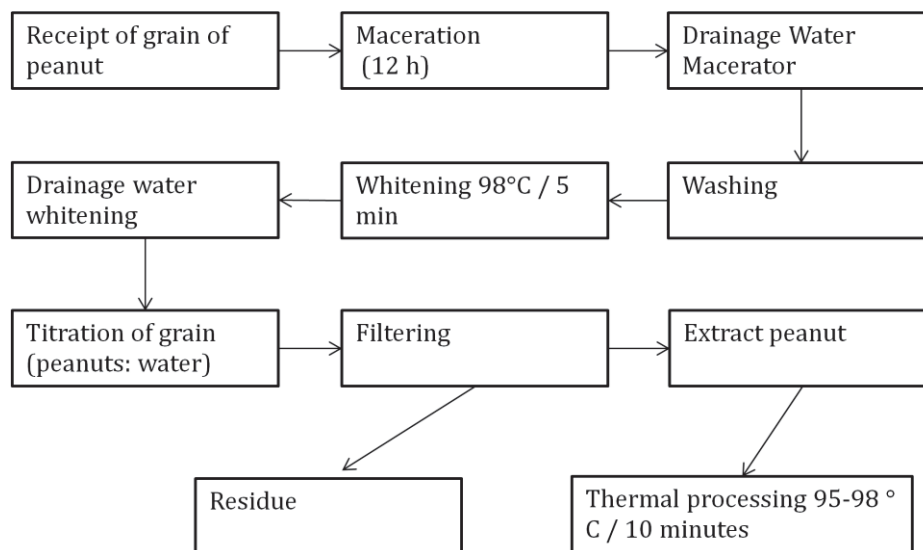 Receipt of grain of
peanut
Maceration
(12 h)
Drainage Water
Macerator
Drainage water
whitening
Whitening 98°C / 5
min
Washing
Titration of grain
(peanuts: water)
Filtering
Extract peanut
Residue
Thermal processing 95-98 °
C / 10 minutes